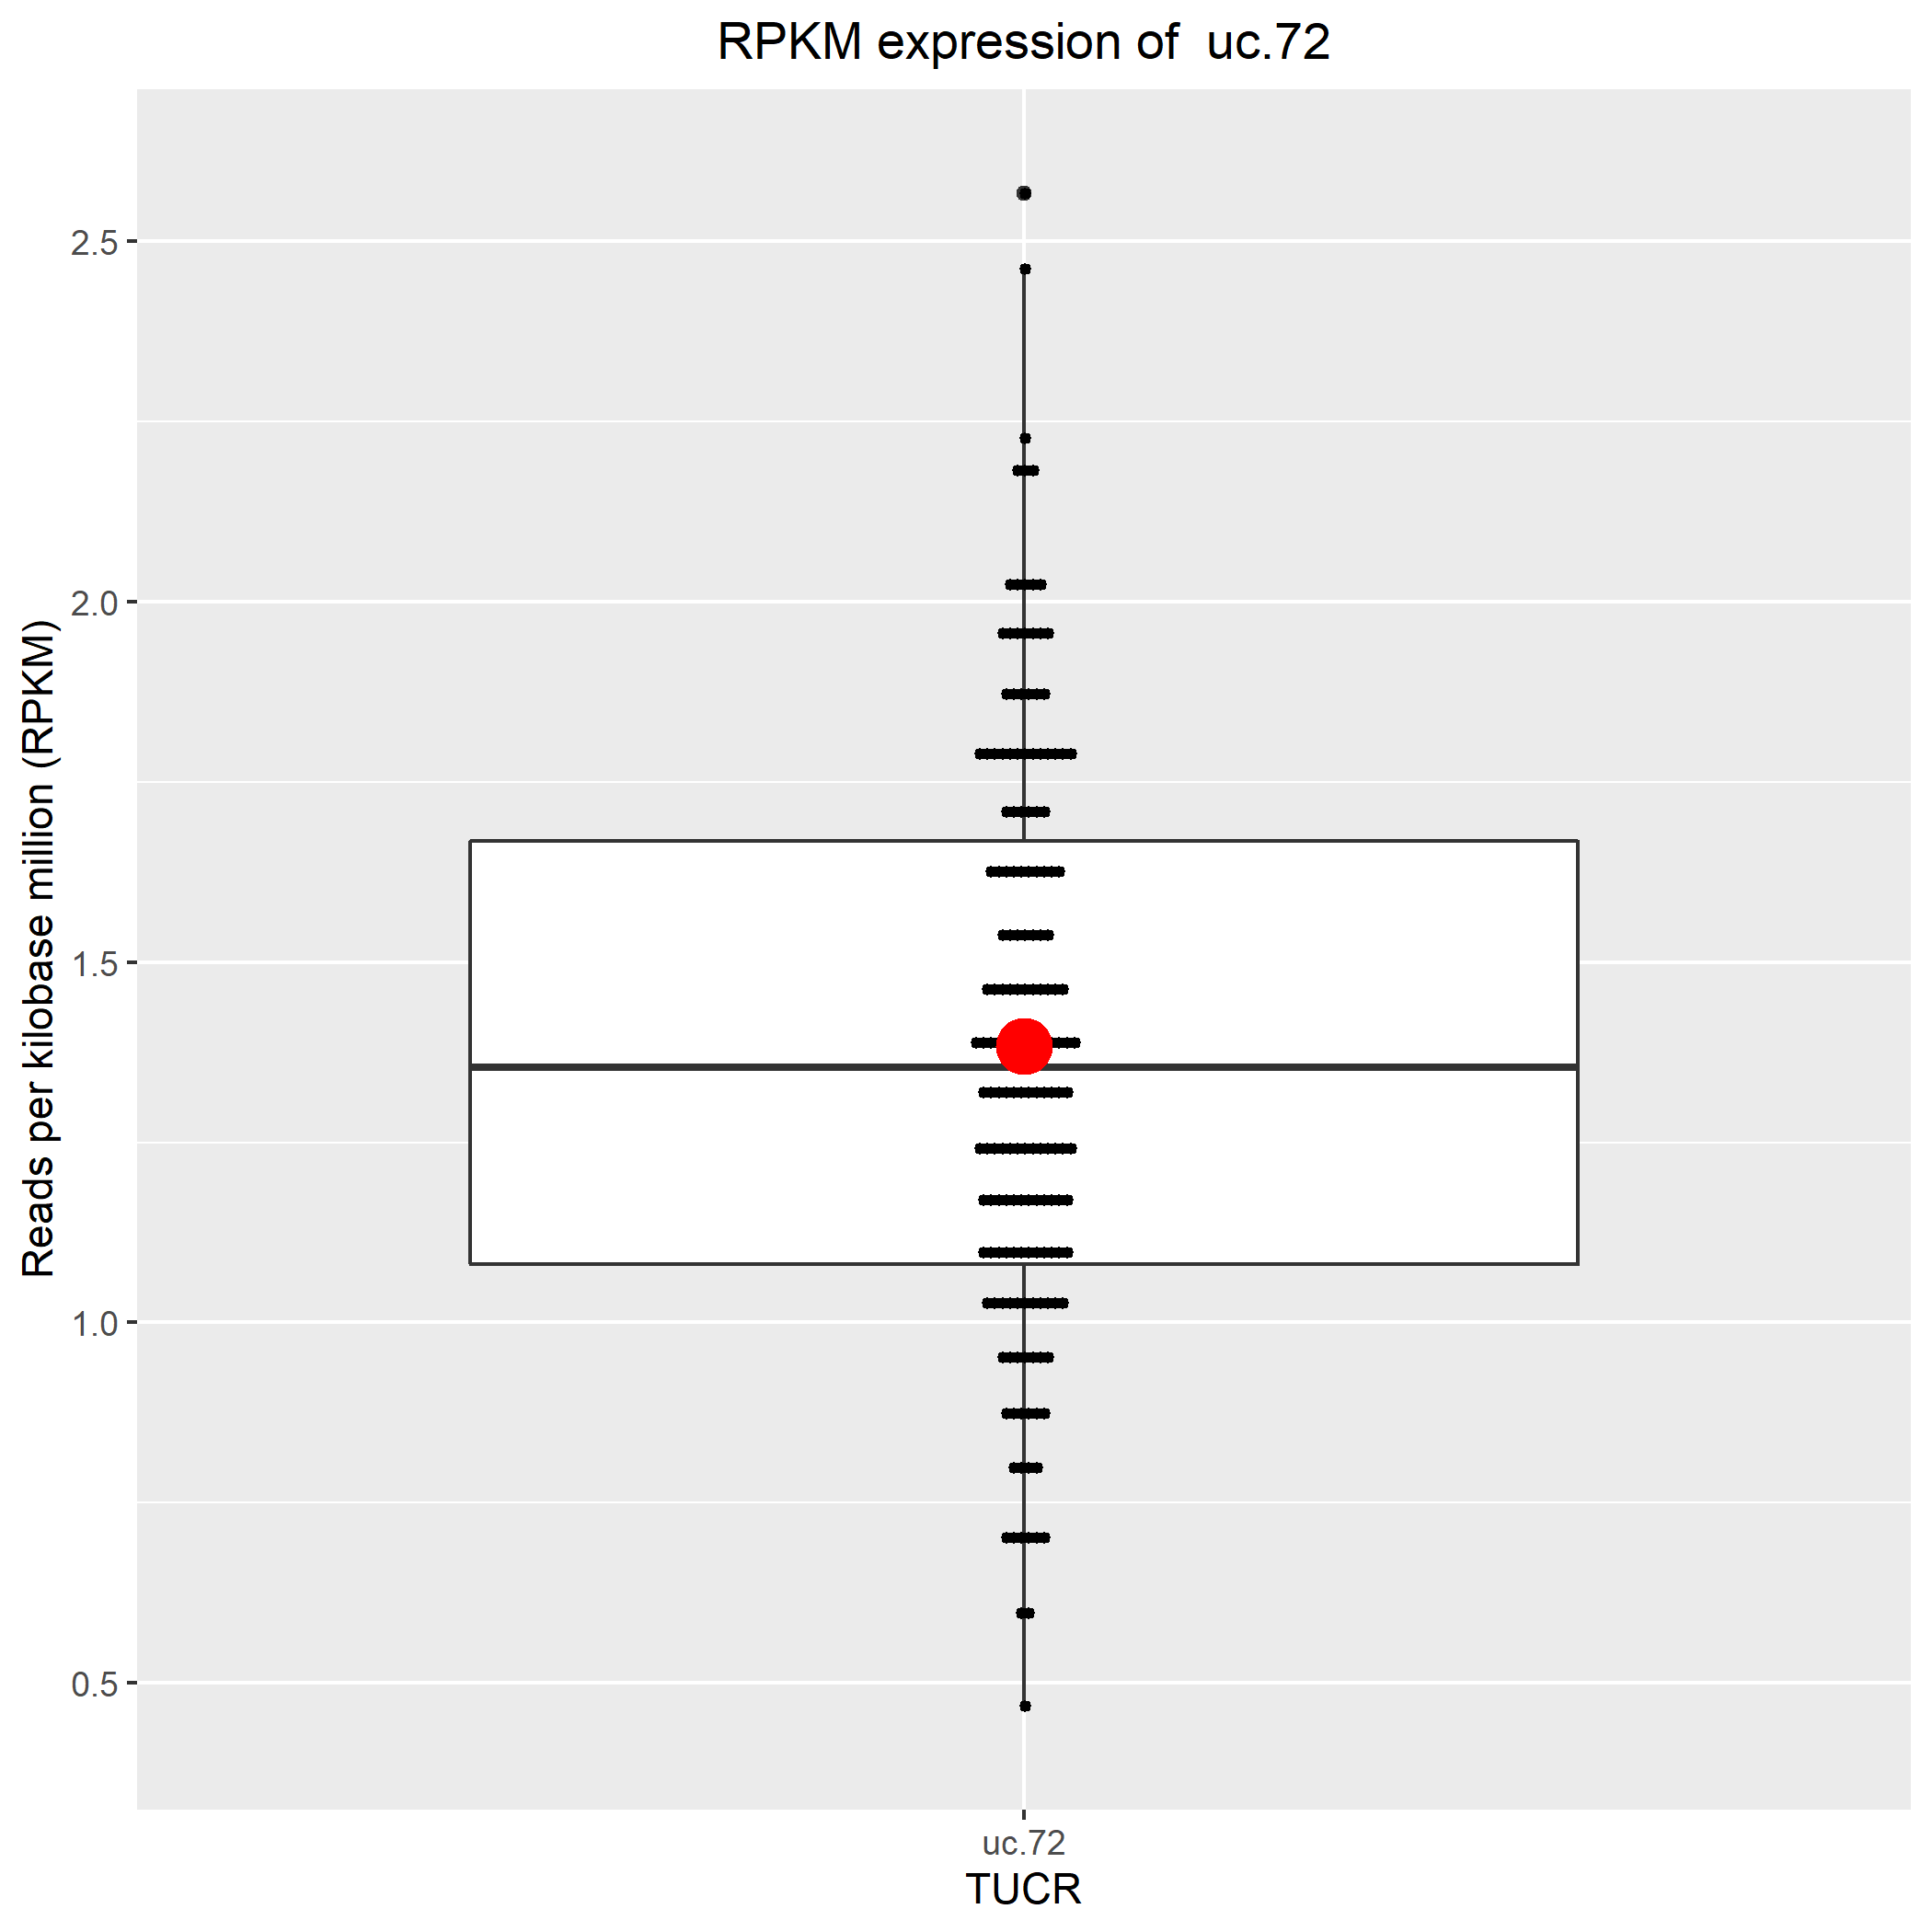 RPKM expression of  uc.72
Reads per kilobase million (RPKM)
2.5
2.0
1.5
1.0
0.5
uc.72
TUCR